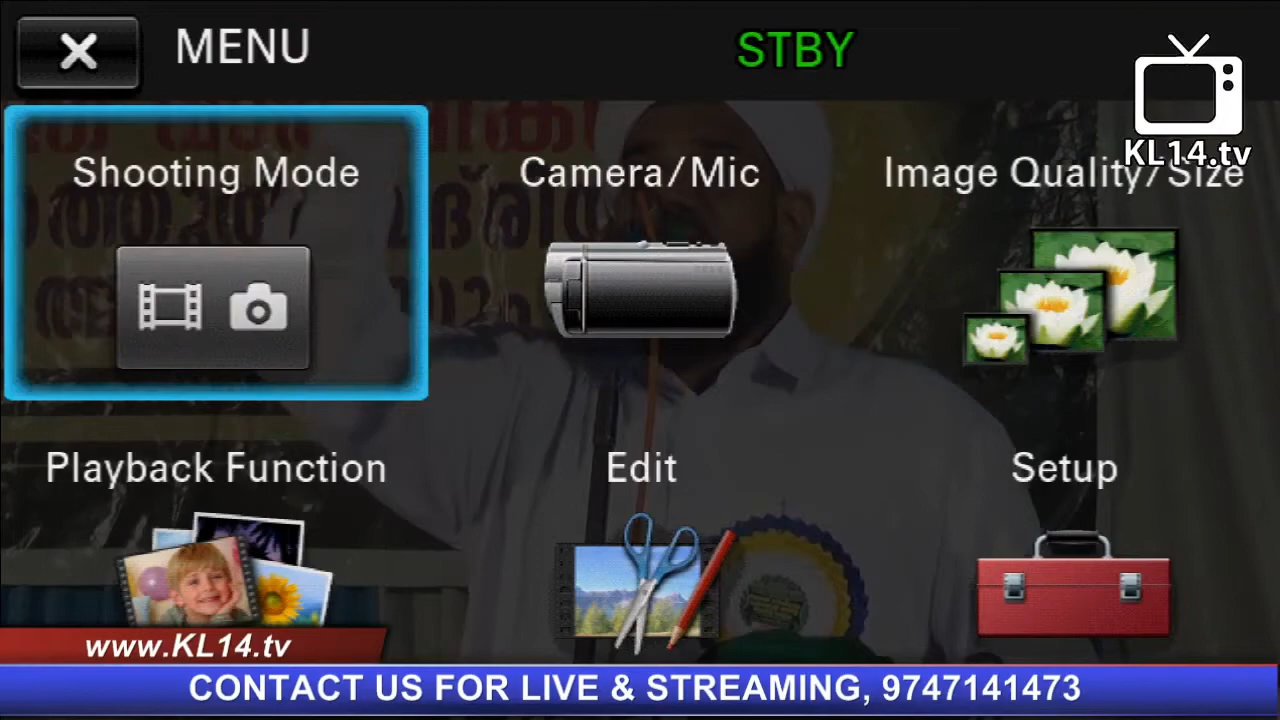 MENU
STBY
KL14.tv
Shooting Mode
Camera/Mic
Image Quality/Size
Playback Function
Edit
Setup
www.KL14.tv
CONTACT US FOR LIVE & STREAMING, 9747141473